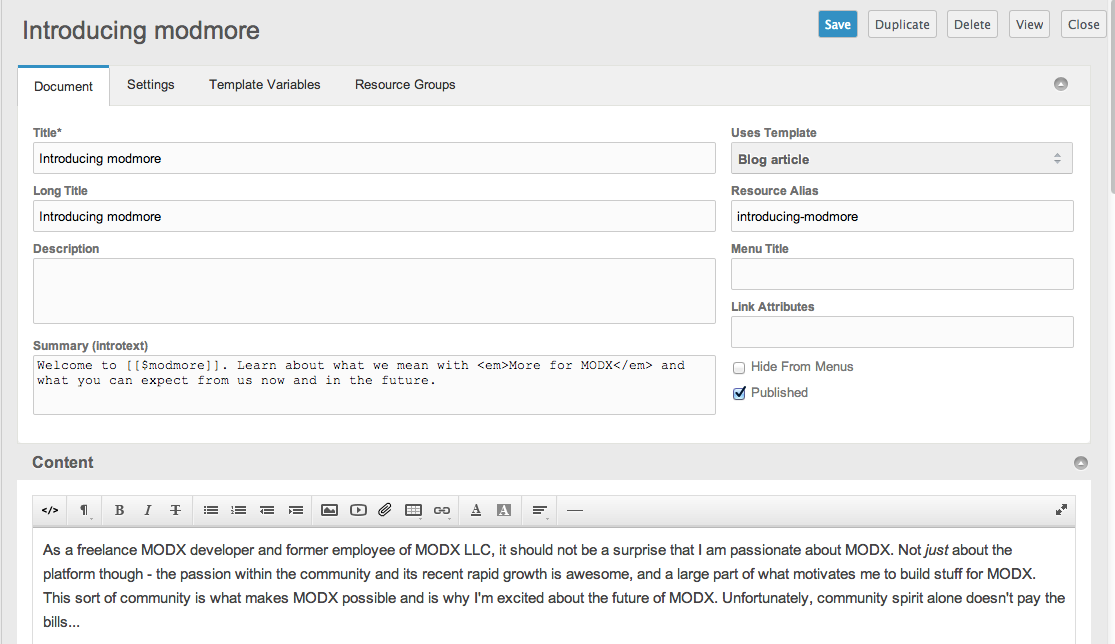 Introducing modmore
Save Duplicate Delete View Close
Document Settings Template Variables Resource Groups
Title*
Introducing modmore
Uses Template
Blog article
Long Title
Introducing modmore
Resource Alias
introducing-modmore
Description
Menu Title
Link Attributes
Summary (introtext)
Welcome to [[$modmore]]. Learn about what we mean with <em>More for MODX</em> and
what you can expect from us now and in the future.
Hide From Menus
Published
Content
</> ¶ B I T A A
As a freelance MODX developer and former employee of MODX LLC, it should not be a surprise that I am passionate about MODX. Not just about the
platform though - the passion within the community and its recent rapid growth is awesome, and a large part of what motivates me to build stuff for MODX.
This sort of community is what makes MODX possible and is why I'm excited about the future of MODX. Unfortunately, community spirit alone doesn't pay the
bills...